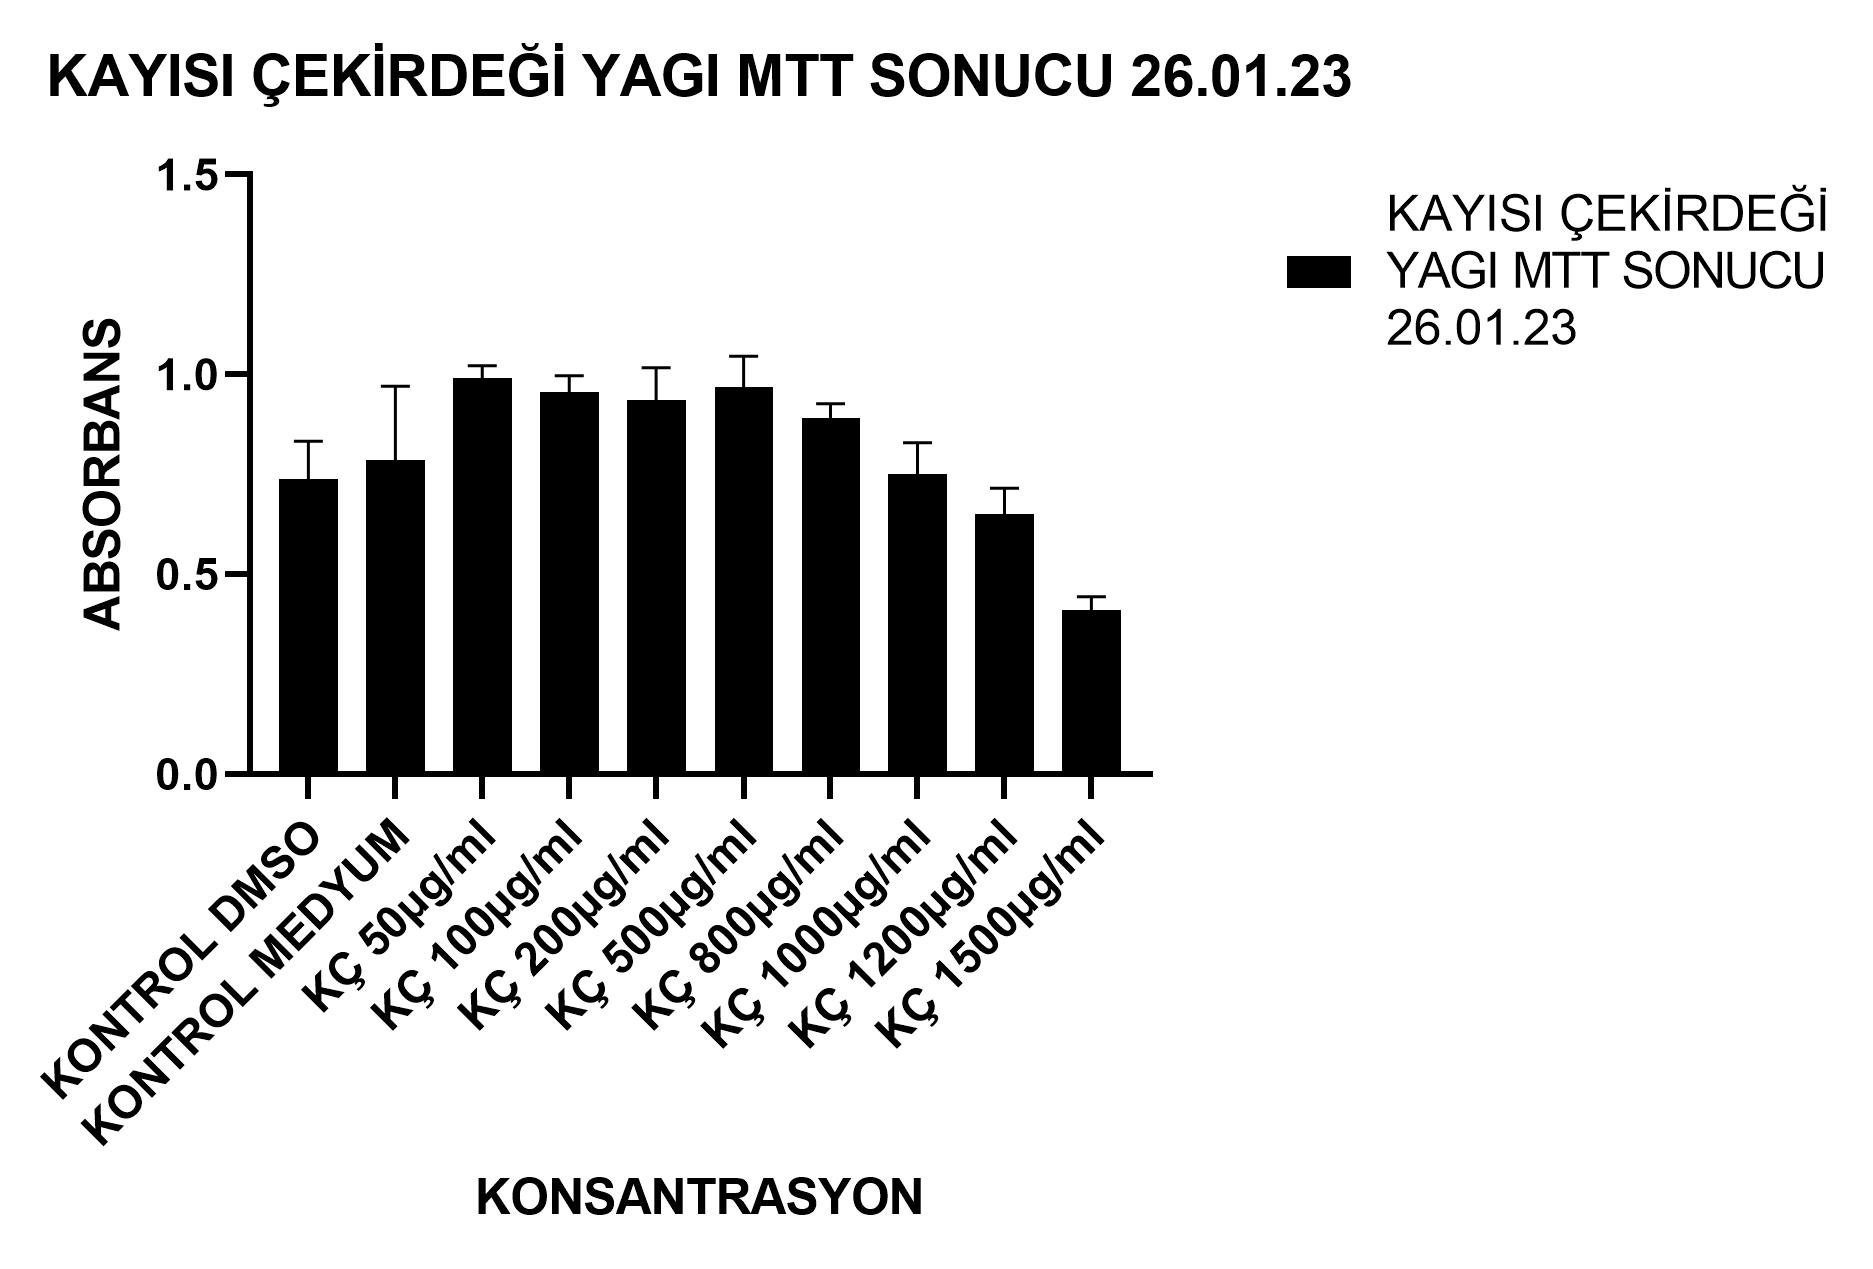 KAYISI ÇEKİRDEĞİ YAGI MTT SONUCU 26.01.23
1.5
1.0
0.5
0.0
ABSORBANS
KAYISI ÇEKİRDEĞİ
YAGI MTT SONUCU
26.01.23
KONTROL DMSO
KONTROL MEDYUM
KÇ 50µg/ml
KÇ 100µg/ml
KÇ 200µg/ml
KÇ 500µg/ml
KÇ 800µg/ml
KÇ 1000µg/ml
KÇ 1200µg/ml
KÇ 1500µg/ml
KONSANTRASYON